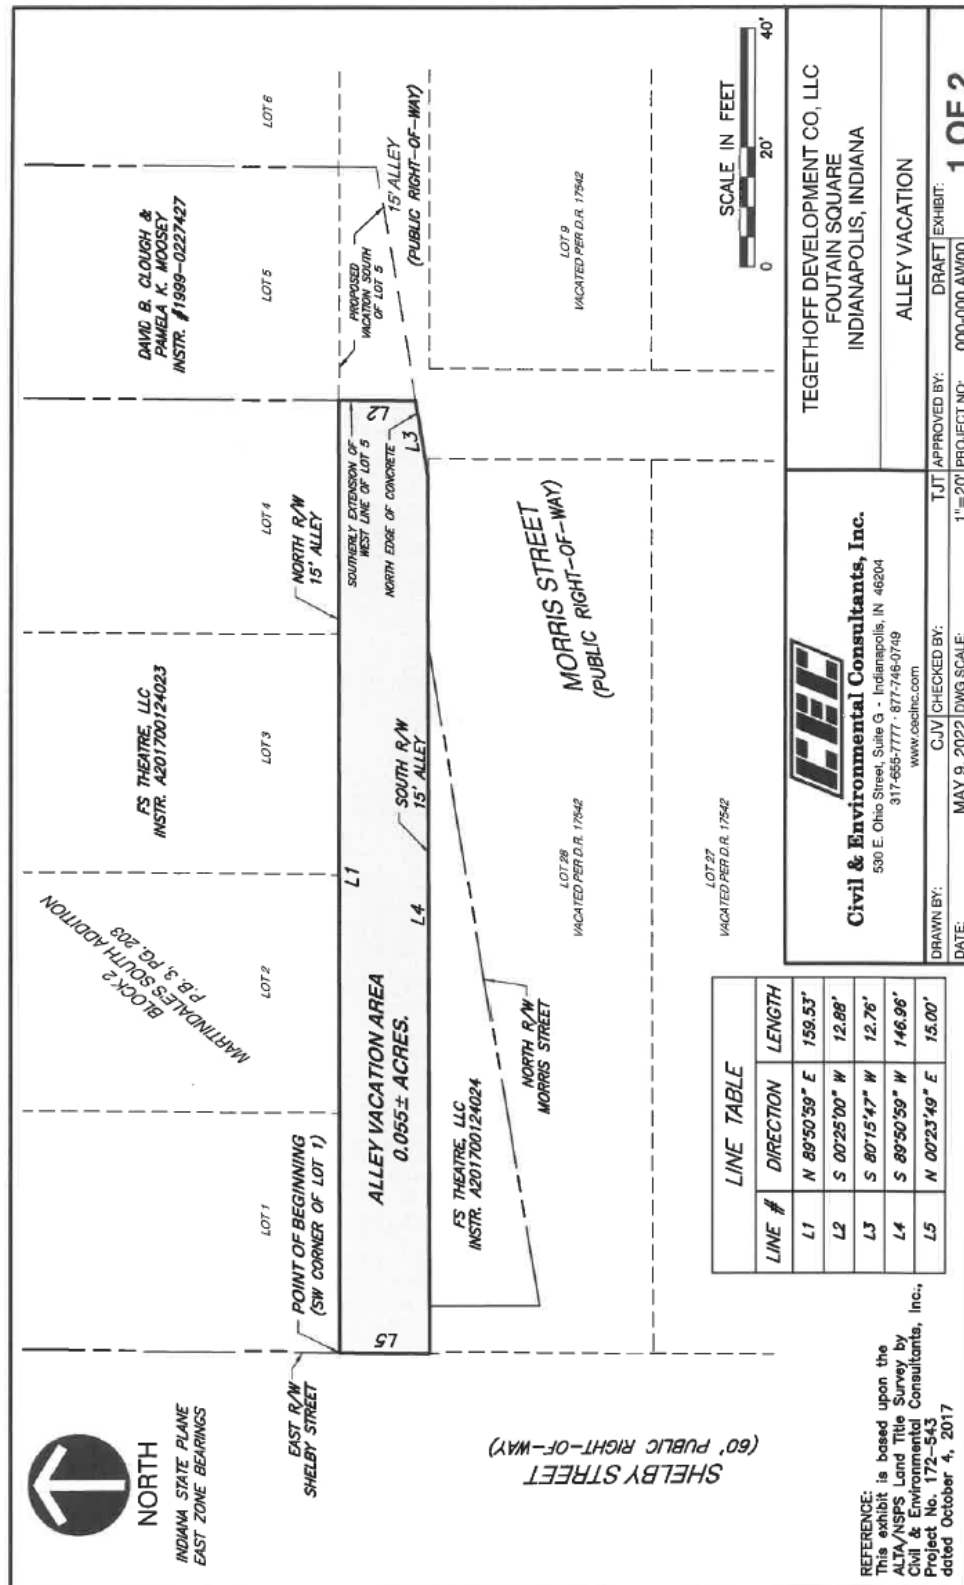 NORTH
INDIANA STATE PLANE
EAST ZONE BEARINGS
EAST R/W
SHELBY STREET
POINT OF BEGINNING
(SW CORNER OF LOT 1)
LOT 1
LOT 2
LOT 3
LOT 4
LOT 5
LOT 6
BLOCK 2
MARTINDALE'S SOUTH ADDITION
P.B. 3, PG. 203
FS THEATRE, LLC
INSTR. A201700124023
DAVID B. CLOUGH &
PAMELA K. MOOSEY
INSTR. #1999-0227427
NORTH R/W
15' ALLEY
SOUTHERLY EXTENSION OF
WEST LINE OF LOT 5
NORTH EDGE OF CONCRETE
PROPOSED
VACATION SOUTH
OF LOT 5
15' ALLEY
(PUBLIC RIGHT-OF-WAY)
L1
L2
L3
L4
L5
ALLEY VACATION AREA
0.055± ACRES.
SOUTH R/W
15' ALLEY
FS THEATRE, LLC
INSTR. A201700124024
NORTH R/W
MORRIS STREET
MORRIS STREET
(PUBLIC RIGHT-OF-WAY)
LOT 9
VACATED PER D.R. 17542
LOT 28
VACATED PER D.R. 17542
LOT 27
VACATED PER D.R. 17542
SHELBY STREET
(60' PUBLIC RIGHT-OF-WAY)
SCALE IN FEET
0 20' 40'
LINE TABLE
LINE # DIRECTION LENGTH
L1 N 89°50'59" E 159.53'
L2 S 00°25'00" W 12.88'
L3 S 80°15'47" W 12.76'
L4 S 89°50'59" W 146.96'
L5 N 00°23'49" E 15.00'
REFERENCE:
This exhibit is based upon the
ALTA/NSPS Land Title Survey by
Civil & Environmental Consultants, Inc.,
Project No. 172-543
dated October 4, 2017
CEC
Civil & Environmental Consultants, Inc.
530 E. Ohio Street, Suite G - Indianapolis, IN 46204
317-655-7777 · 877-746-0749
www.cecinc.com
TEGETHOFF DEVELOPMENT CO, LLC
FOUTAIN SQUARE
INDIANAPOLIS, INDIANA
ALLEY VACATION
DRAWN BY: CJV CHECKED BY: TJT APPROVED BY: DRAFT EXHIBIT:
DATE: MAY 9, 2022 DWG SCALE: 1"=20' PROJECT NO: 000-000.AW00
1 OF 2